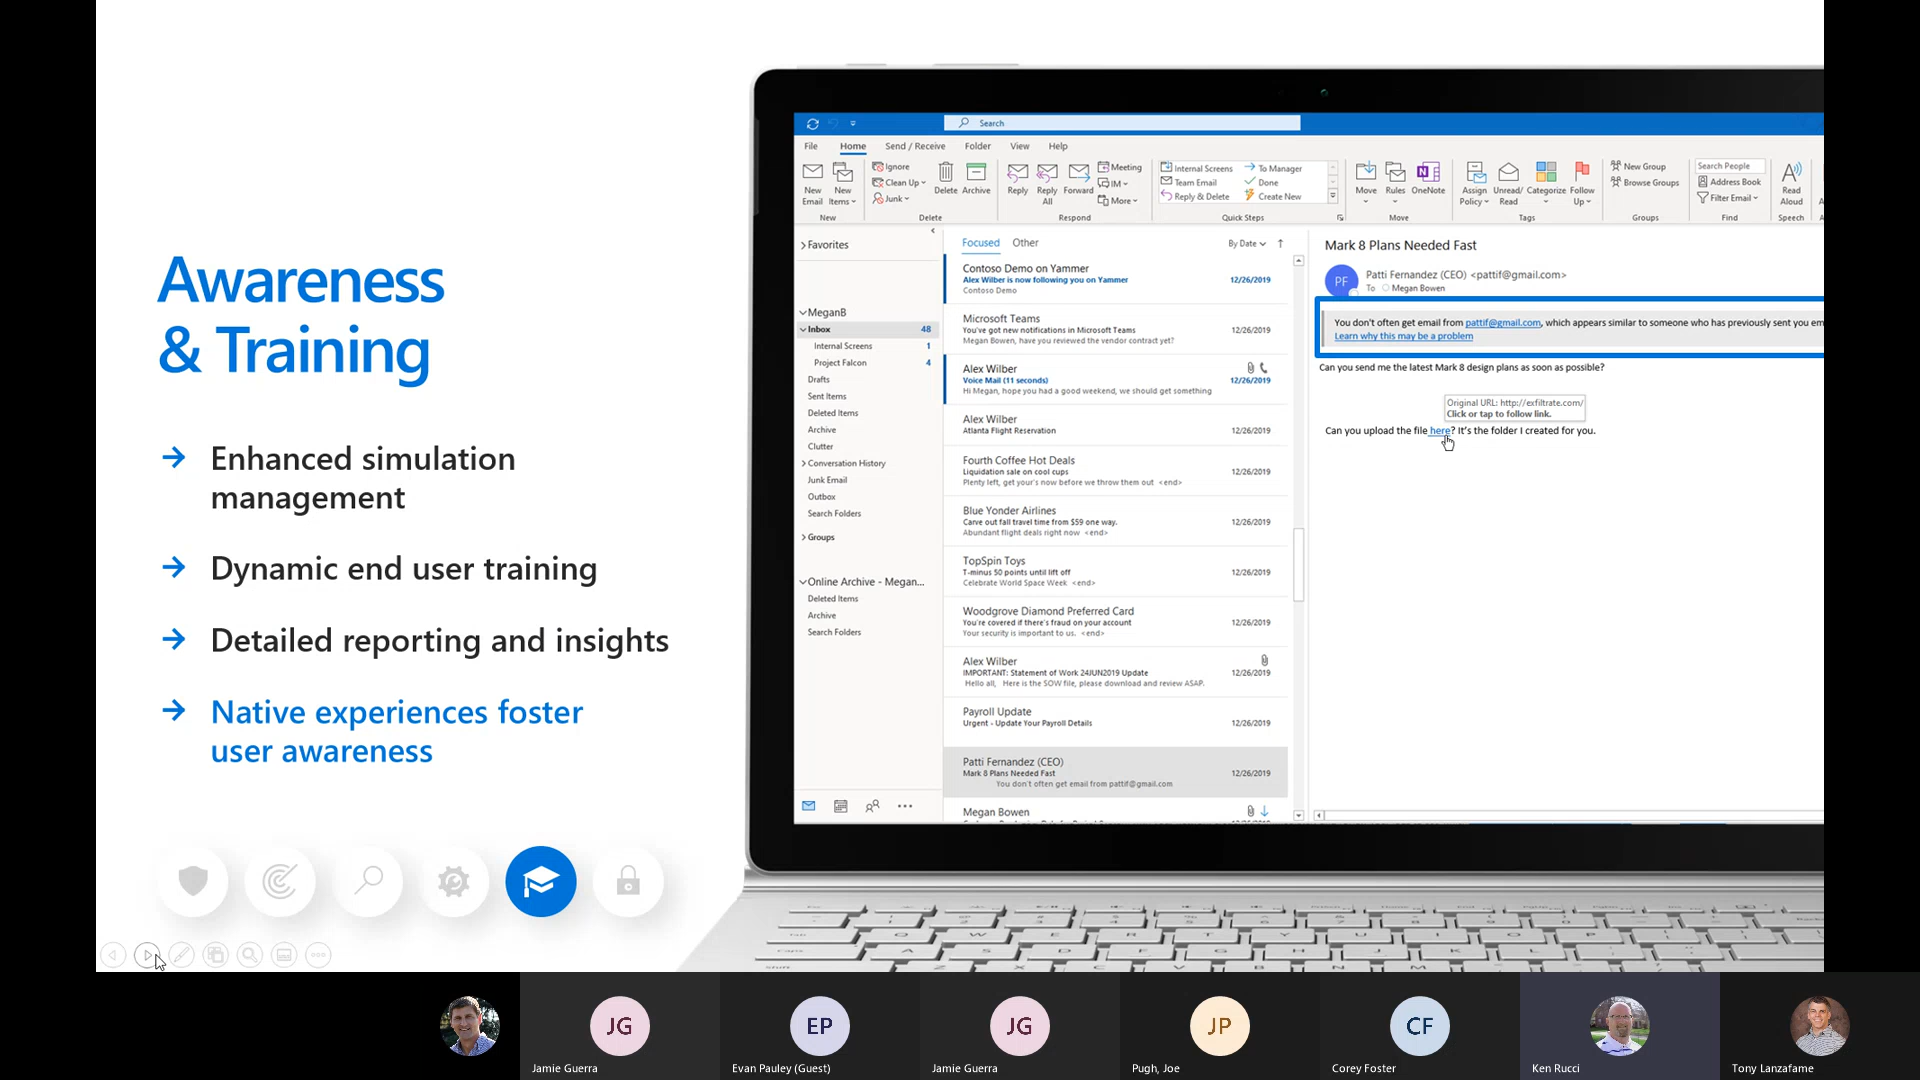 Awareness
& Training
Enhanced simulation
management
Dynamic end user training
Detailed reporting and insights
Native experiences foster
user awareness
Search
File Home Send / Receive Folder View Help
New Email
New Items
New
Ignore
Clean Up
Junk
Delete
Archive
Delete
Reply
Reply All
Forward
Meeting
IM
More
Respond
Internal Screens
Team Email
Reply & Delete
To Manager
Done
Create New
Quick Steps
Move
Rules
OneNote
Move
Assign Policy
Unread/ Read
Categorize
Follow Up
Tags
New Group
Browse Groups
Groups
Search People
Address Book
Filter Email
Find
Read Aloud
Speech
Favorites
MeganB
Inbox 48
Internal Screens 1
Project Falcon 4
Drafts
Sent Items
Deleted Items
Archive
Clutter
Conversation History
Junk Email
Outbox
Search Folders
Groups
Online Archive - Megan...
Deleted Items
Archive
Search Folders
Focused Other By Date
Contoso Demo on Yammer
Alex Wilber is now following you on Yammer 12/26/2019
Contoso Demo
Microsoft Teams
You've got new notifications in Microsoft Teams 12/26/2019
Megan Bowen, have you reviewed the vendor contract yet?
Alex Wilber
Voice Mail (11 seconds) 12/26/2019
Hi Megan, hope you had a good weekend, we should get something
Alex Wilber
Atlanta Flight Reservation 12/26/2019
Fourth Coffee Hot Deals
Liquidation sale on cool cups 12/26/2019
Plenty left, get your's now before we throw them out <end>
Blue Yonder Airlines
Carve out fall travel time from $59 one way. 12/26/2019
Abundant flight deals right now <end>
TopSpin Toys
T-minus 50 points until lift off 12/26/2019
Celebrate World Space Week <end>
Woodgrove Diamond Preferred Card
You're covered if there's fraud on your account 12/26/2019
Your security is important to us. <end>
Alex Wilber
IMPORTANT: Statement of Work 24JUN2019 Update 12/26/2019
Hello all, Here is the SOW file, please download and review ASAP.
Payroll Update
Urgent - Update Your Payroll Details 12/26/2019
Patti Fernandez (CEO)
Mark 8 Plans Needed Fast 12/26/2019
You don't often get email from pattif@gmail.com
Megan Bowen
Mark 8 Plans Needed Fast
PF
Patti Fernandez (CEO) <pattif@gmail.com>
To Megan Bowen
You don't often get email from pattif@gmail.com, which appears similar to someone who has previously sent you em
Learn why this may be a problem
Can you send me the latest Mark 8 design plans as soon as possible?
Original URL: http://exfiltrate.com/
Click or tap to follow link.
Can you upload the file here? It's the folder I created for you.
JG
EP
JG
JP
CF
Jamie Guerra
Evan Pauley (Guest)
Jamie Guerra
Pugh, Joe
Corey Foster
Ken Rucci
Tony Lanzafame